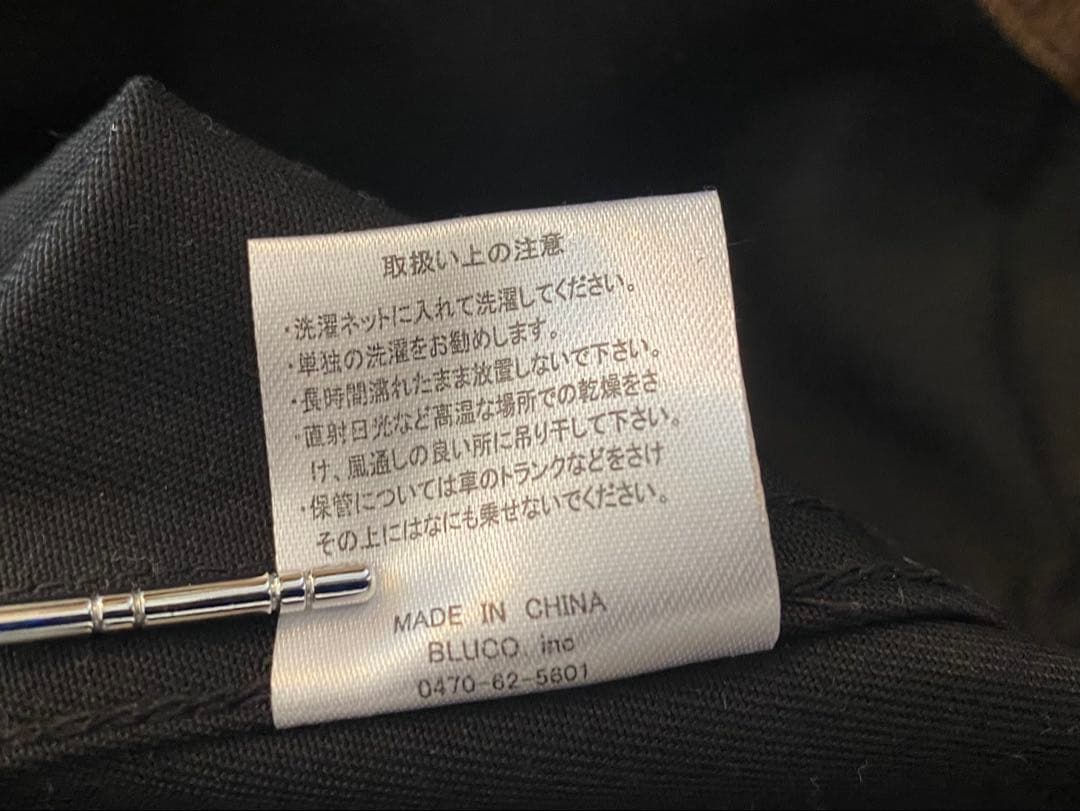 取扱い上の注意
・洗濯ネットに入れて洗濯してください。
・単独の洗濯をお勧めします。
・長時間濡れたまま放置しないで下さい。
・直射日光など高温な場所での乾燥をさ
け、風通しの良い所に吊り干して下さい。
・保管については車のトランクなどをさけ
その上にはなにも乗せないでください。
MADE IN CHINA
BLUCO. inc
0470-62-5601